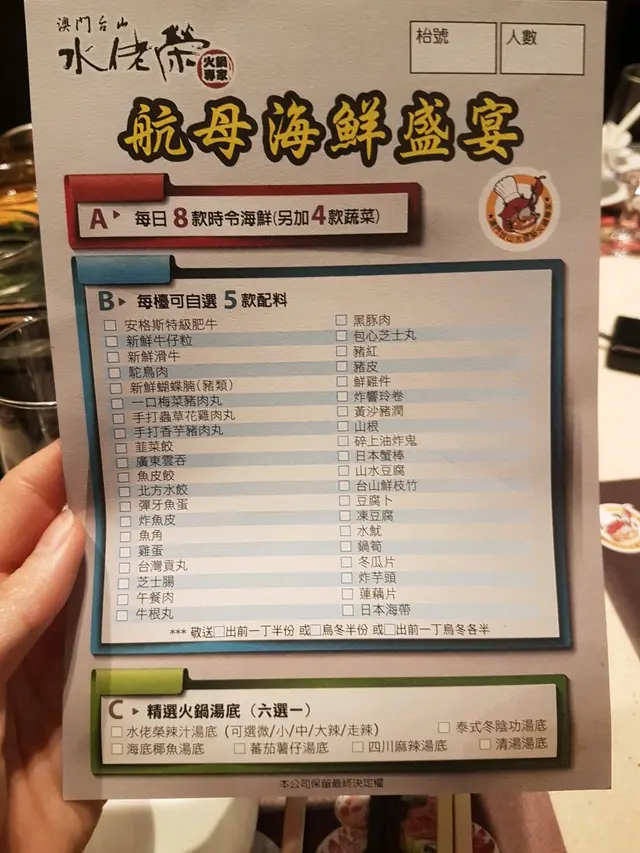 澳門台山
水佬榮
火鍋專家
枱號
人數
航母海鮮盛宴
A 每日8款時令海鮮(另加4款蔬菜)
B 每檯可自選 5 款配料
安格斯特級肥牛
新鮮牛仔粒
新鮮滑牛
駝鳥肉
新鮮蝴蝶腩(豬類)
一口梅菜豬肉丸
手打蟲草花雞肉丸
手打香芋豬肉丸
韮菜餃
廣東雲吞
魚皮餃
北方水餃
彈牙魚蛋
炸魚皮
魚角
雞蛋
台灣貢丸
芝士腸
午餐肉
牛根丸
黑豚肉
包心芝士丸
豬紅
豬皮
鮮雞件
炸響玲卷
黃沙豬潤
山根
碎上油炸鬼
日本蟹棒
山水豆腐
台山鮮枝竹
豆腐卜
凍豆腐
水魷
鍋筍
冬瓜片
炸芋頭
蓮藕片
日本海帶
*** 敬送□出前一丁半份 或□烏冬半份 或□出前一丁烏冬各半
C 精選火鍋湯底 (六選一)
水佬榮辣汁湯底 (可選微/小/中/大辣/走辣)
泰式冬陰功湯底
海底椰魚湯底
蕃茄薯仔湯底
四川麻辣湯底
清湯湯底
本公司保留最終決定權